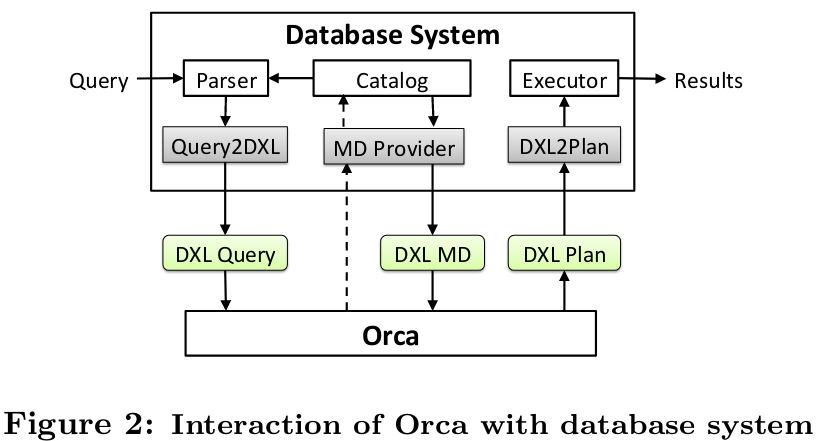 Database System
Query
Parser
Catalog
Executor
Results
Query2DXL
MD Provider
DXL2Plan
DXL Query
DXL MD
DXL Plan
Orca
Figure 2: Interaction of Orca with database system